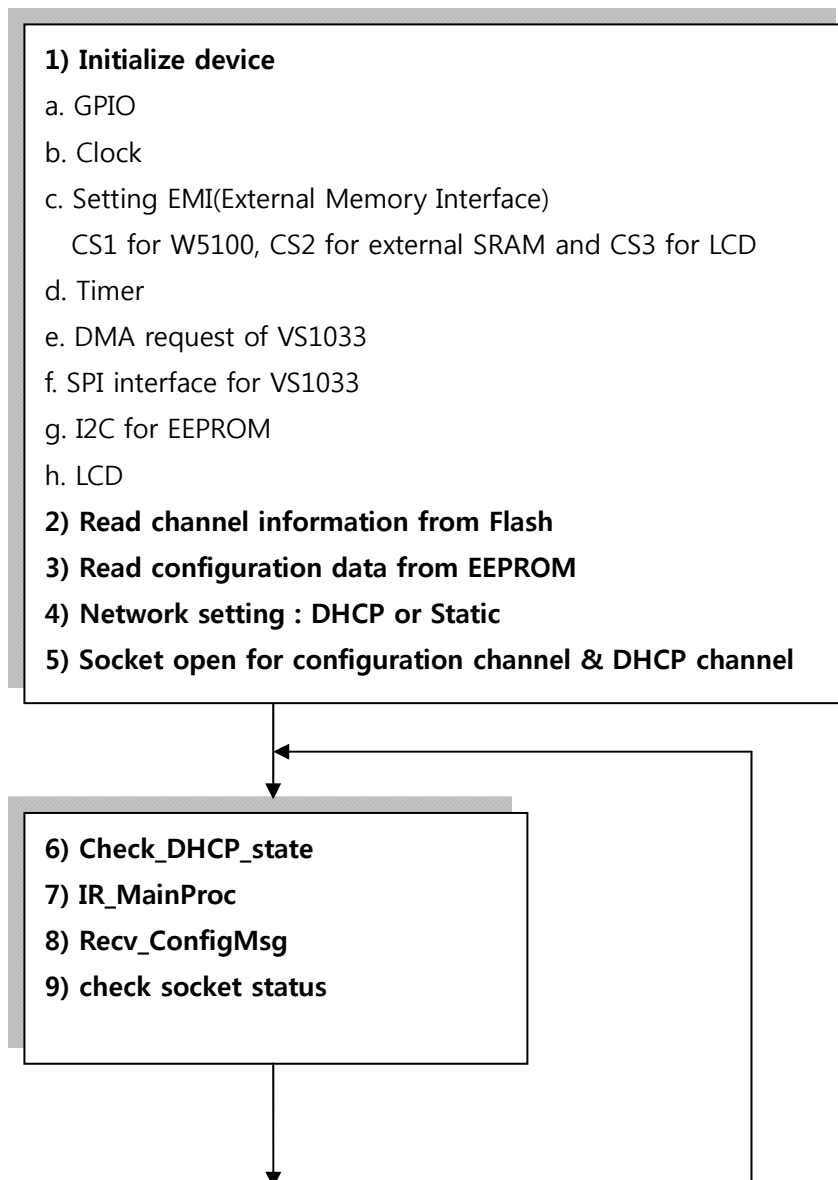 1) Initialize device
a. GPIO
b. Clock
c. Setting EMI(External Memory Interface)
CS1 for W5100, CS2 for external SRAM and CS3 for LCD
d. Timer
e. DMA request of VS1033
f. SPI interface for VS1033
g. I2C for EEPROM
h. LCD
2) Read channel information from Flash
3) Read configuration data from EEPROM
4) Network setting : DHCP or Static
5) Socket open for configuration channel & DHCP channel
6) Check_DHCP_state
7) IR_MainProc
8) Recv_ConfigMsg
9) check socket status